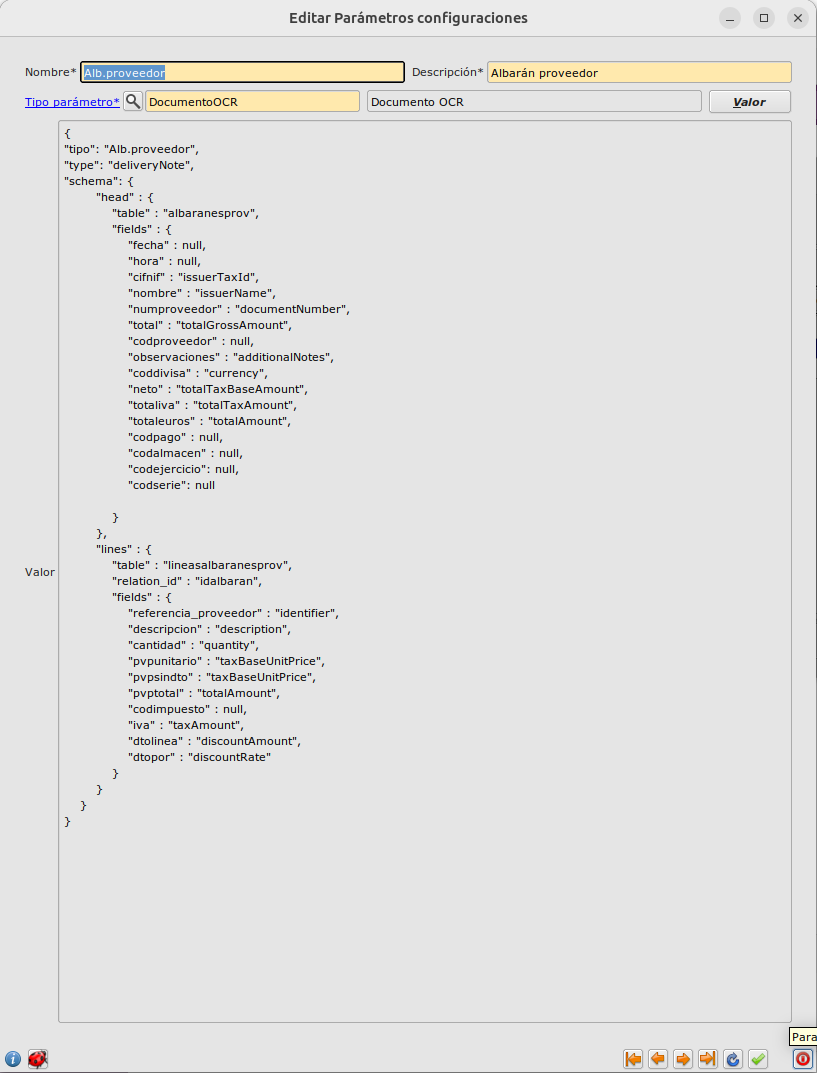 Editar Parámetros configuraciones
Nombre* Alb.proveedor Descripción* Albarán proveedor
Tipo parámetro* DocumentoOCR Documento OCR Valor
{
"tipo": "Alb.proveedor",
"type": "deliveryNote",
"schema": {
"head" : {
"table" : "albaranesprov",
"fields" : {
"fecha" : null,
"hora" : null,
"cifnif" : "issuerTaxId",
"nombre" : "issuerName",
"numproveedor" : "documentNumber",
"total" : "totalGrossAmount",
"codproveedor" : null,
"observaciones" : "additionalNotes",
"coddivisa" : "currency",
"neto" : "totalTaxBaseAmount",
"totaliva" : "totalTaxAmount",
"totaleuros" : "totalAmount",
"codpago" : null,
"codalmacen" : null,
"codejercicio": null,
"codserie": null
}
},
"lines" : {
"table" : "lineasalbaranesprov",
Valor
"relation_id" : "idalbaran",
"fields" : {
"referencia_proveedor" : "identifier",
"descripcion" : "description",
"cantidad" : "quantity",
"pvpunitario" : "taxBaseUnitPrice",
"pvpsindto" : "taxBaseUnitPrice",
"pvptotal" : "totalAmount",
"codimpuesto" : null,
"iva" : "taxAmount",
"dtolinea" : "discountAmount",
"dtopor" : "discountRate"
}
}
}
}
Para